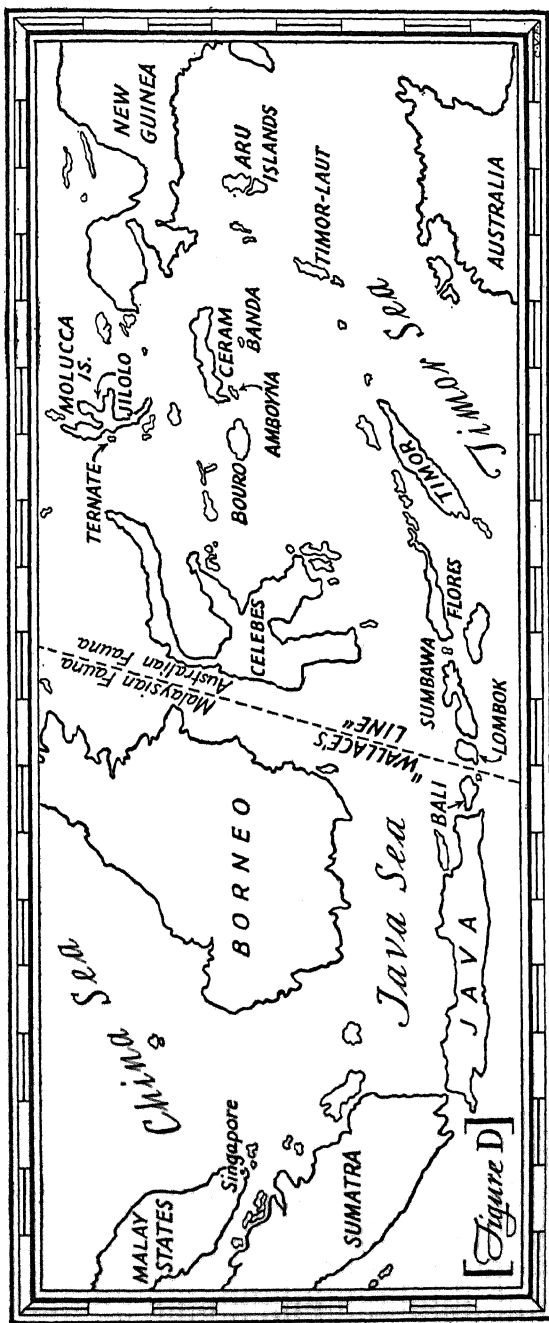 China Sea
MALAY
STATES
Singapore
SUMATRA
[Figure D]
BORNEO
Java Sea
JAVA
BALI
LOMBOK
SUMBAWA
FLORES
"WALLACE'S
LINE"
Malaysian Fauna
Australian Fauna
CELEBES
TERNATE
MOLUCCA
IS.
JILOLO
BOURO
AMBOYNA
CERAM
BANDA
TIMOR
Timor Sea
NEW
GUINEA
ARU
ISLANDS
TIMOR-LAUT
AUSTRALIA